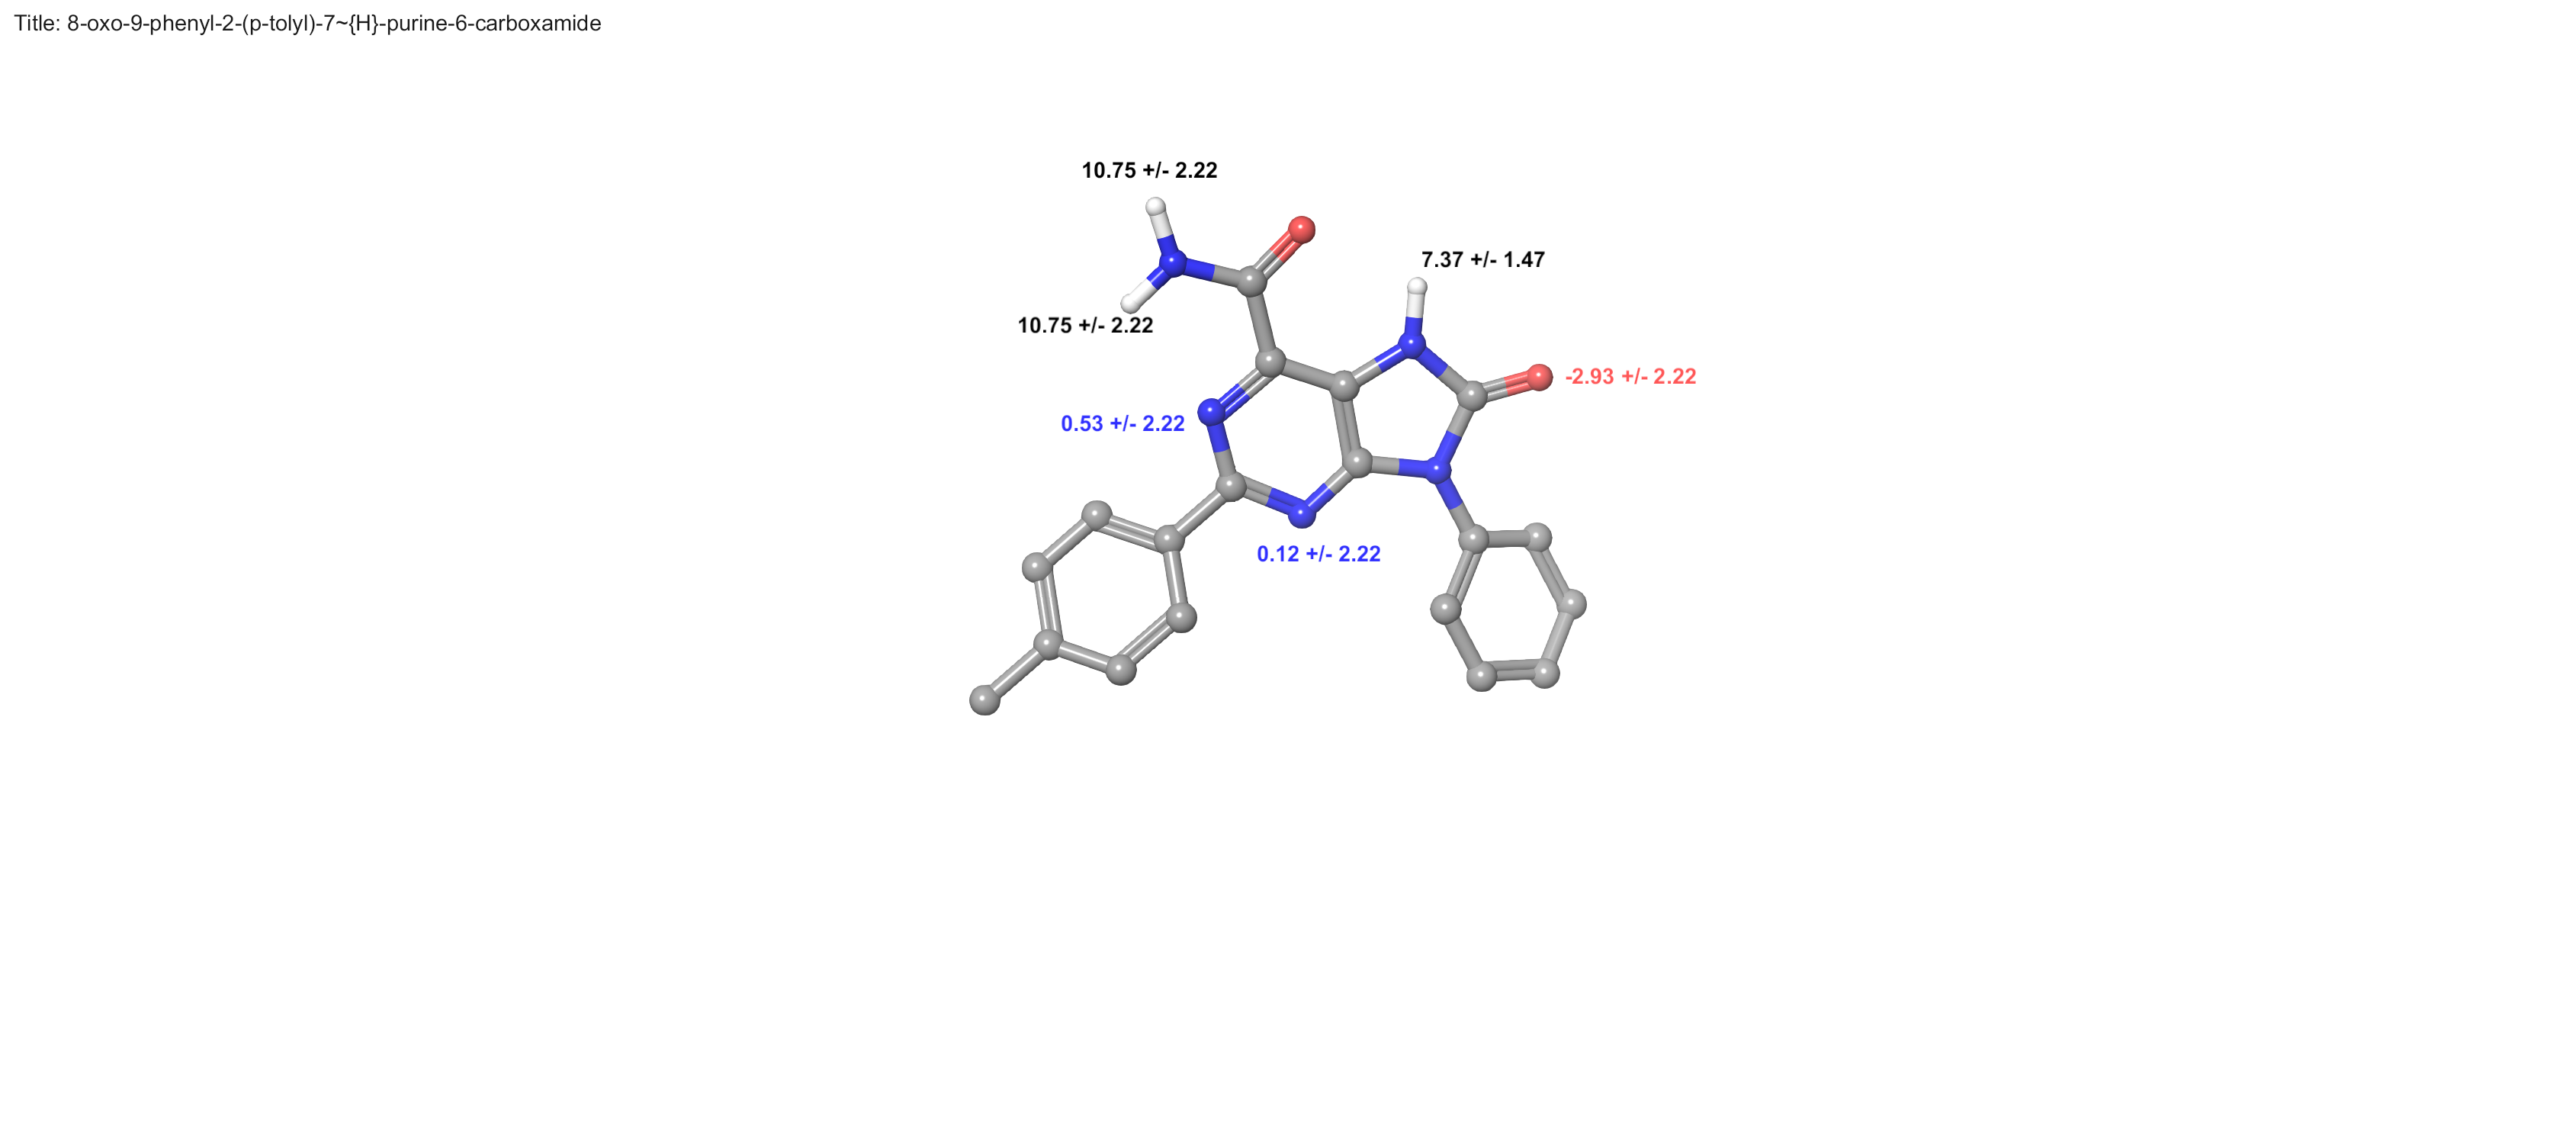 Title: 8-oxo-9-phenyl-2-(p-tolyl)-7~{H}-purine-6-carboxamide
10.75 +/- 2.22
7.37 +/- 1.47
10.75 +/- 2.22
-2.93 +/- 2.22
0.53 +/- 2.22
0.12 +/- 2.22